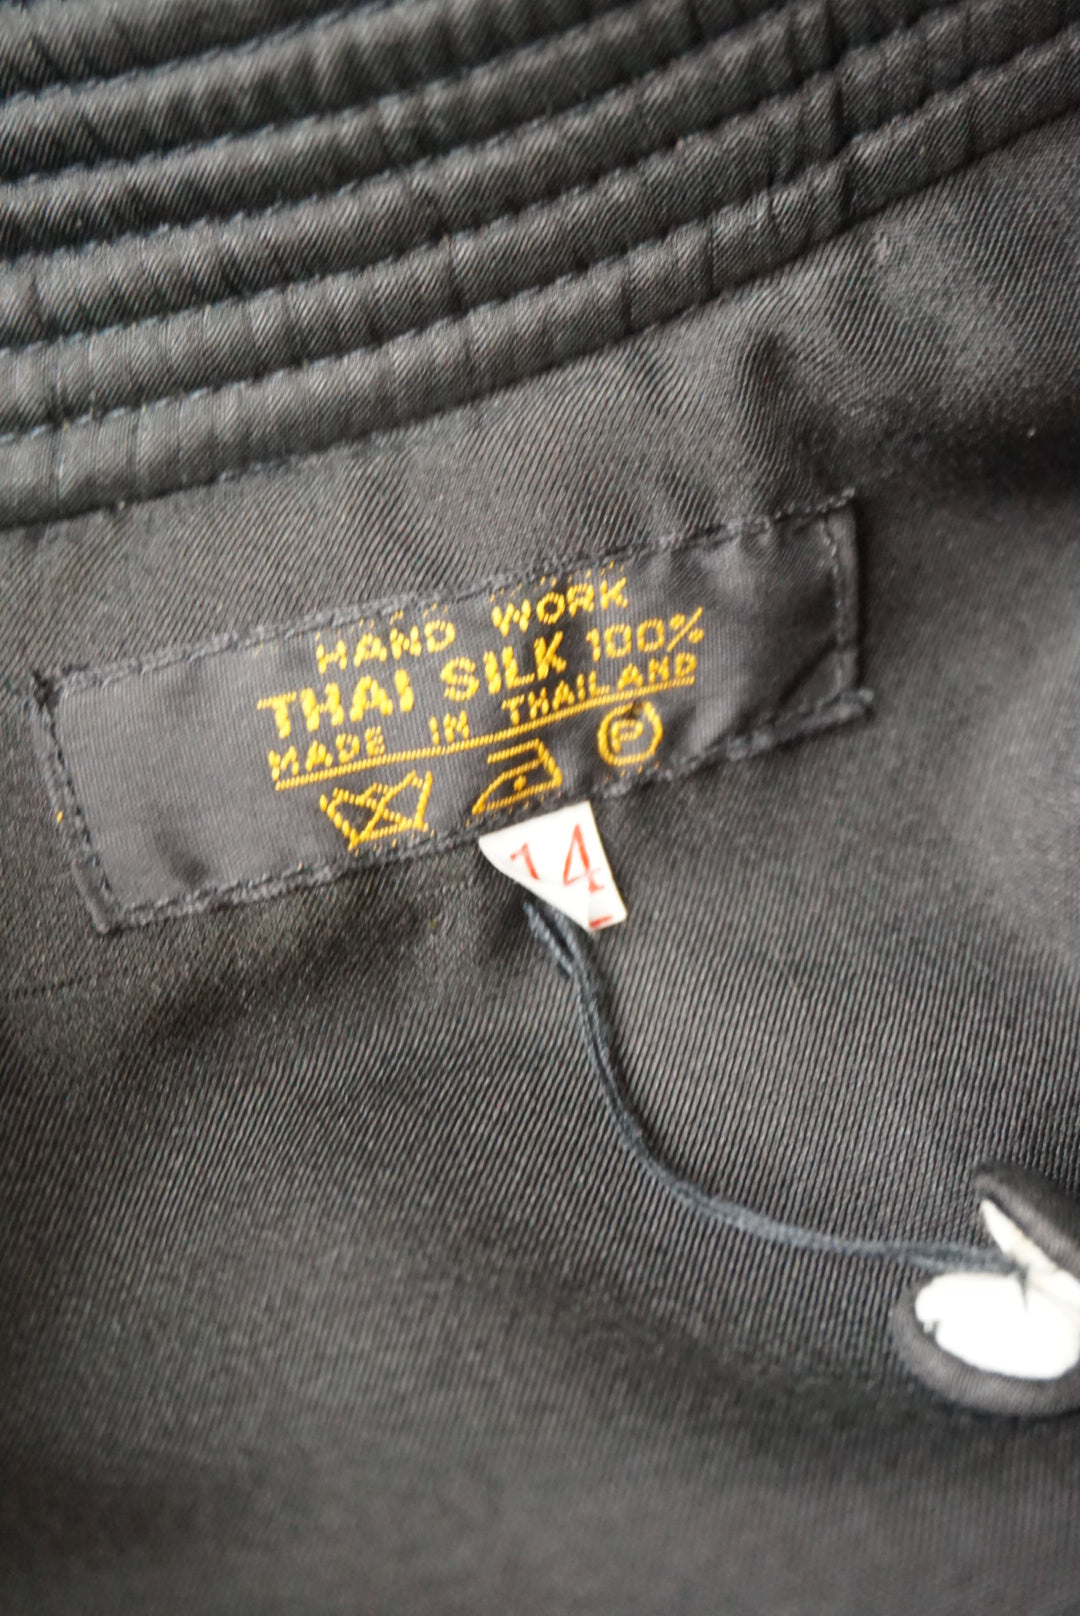 HAND WORK
THAI SILK 100%
MADE IN THAILAND
P
14